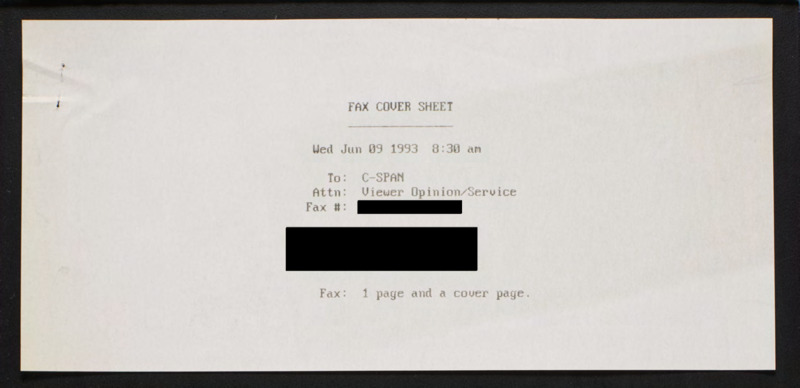 FAX COVER SHEET
Wed Jun 09 1993 8:30 am
To: C-SPAN
Attn: Viewer Opinion/Service
Fax #:
Fax: 1 page and a cover page.